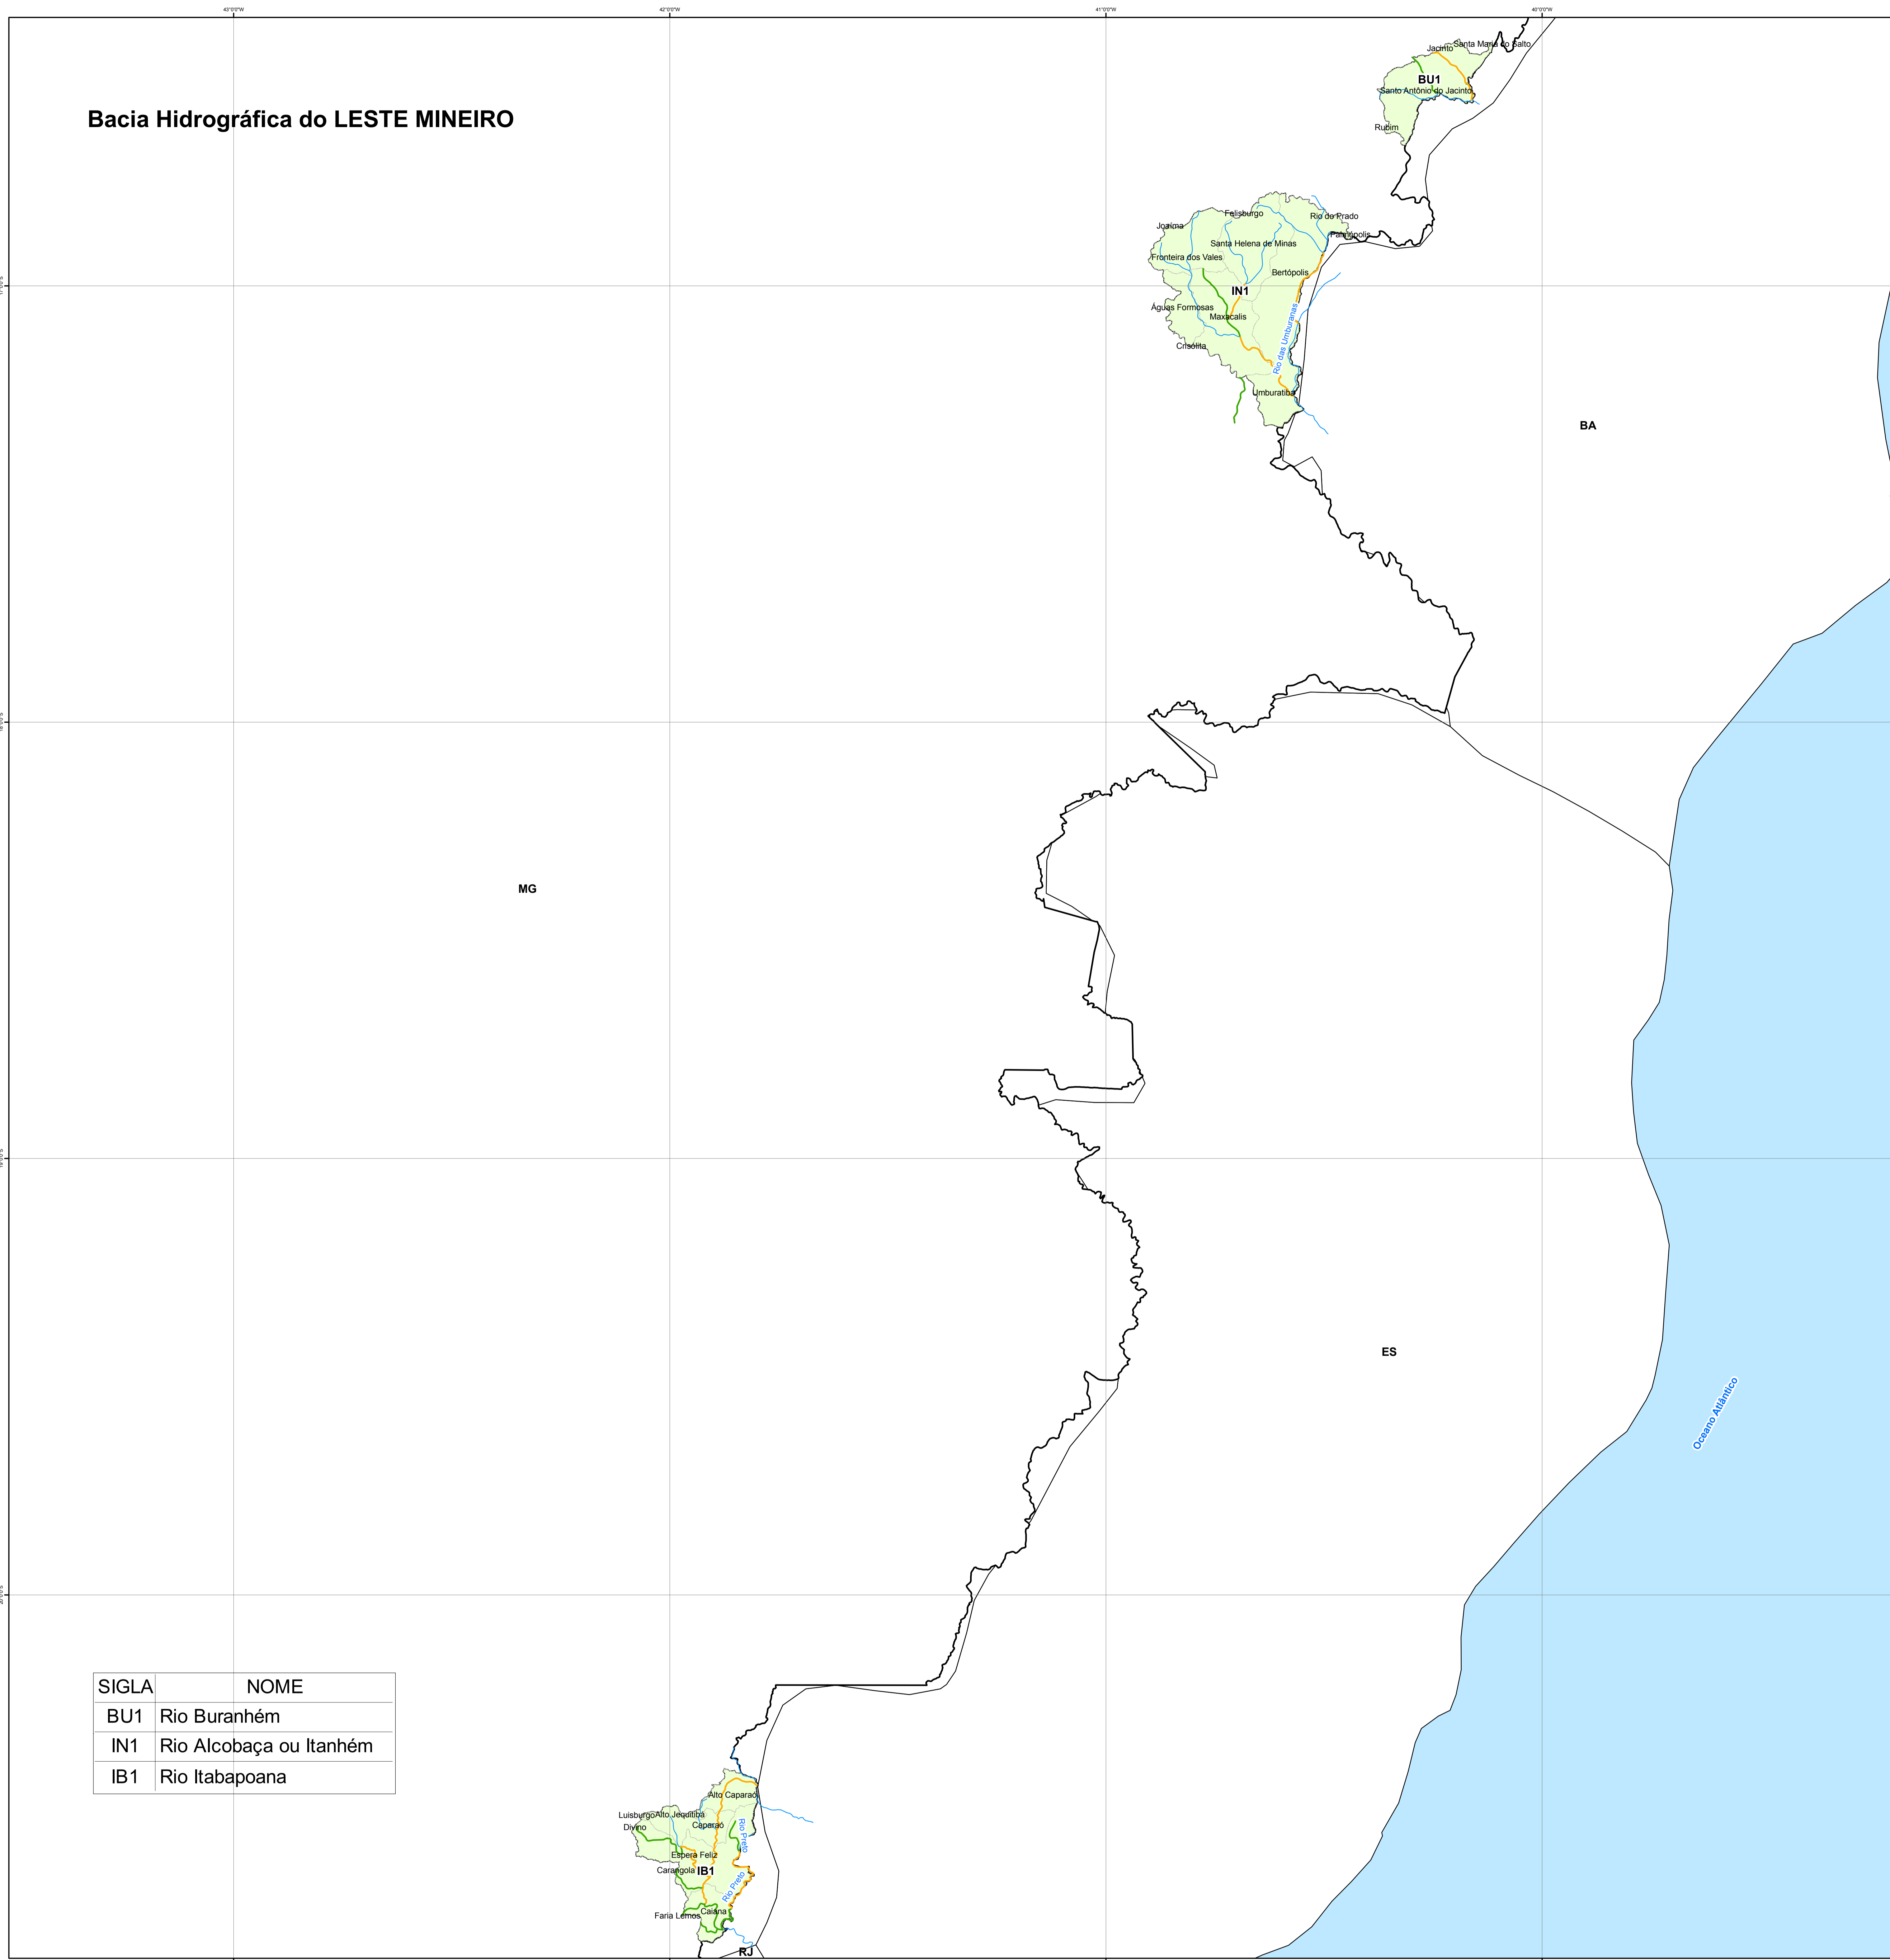 43°0'0"W
42°0'0"W
41°0'0"W
40°0'0"W
Bacia Hidrográfica do LESTE MINEIRO
Santa Maria do Salto
Jacinto
BU1
Santo Antônio do Jacinto
Rubim
Felisburgo
Rio do Prado
Joaíma
Palmópolis
Santa Helena de Minas
Fronteira dos Vales
Bertópolis
IN1
Águas Formosas
Maxacalis
Rio das Umburanas
Crisólita
Umburatiba
BA
MG
ES
Oceano Atlântico
SIGLA NOME
BU1 Rio Buranhém
IN1 Rio Alcobaça ou Itanhém
IB1 Rio Itabapoana
Alto Caparaó
Luisburgo
Alto Jequitibá
Divino
Caparaó
Rio Preto
Espera Feliz
Carangola
IB1
Rio Preto
Caiana
Faria Lemos
RJ